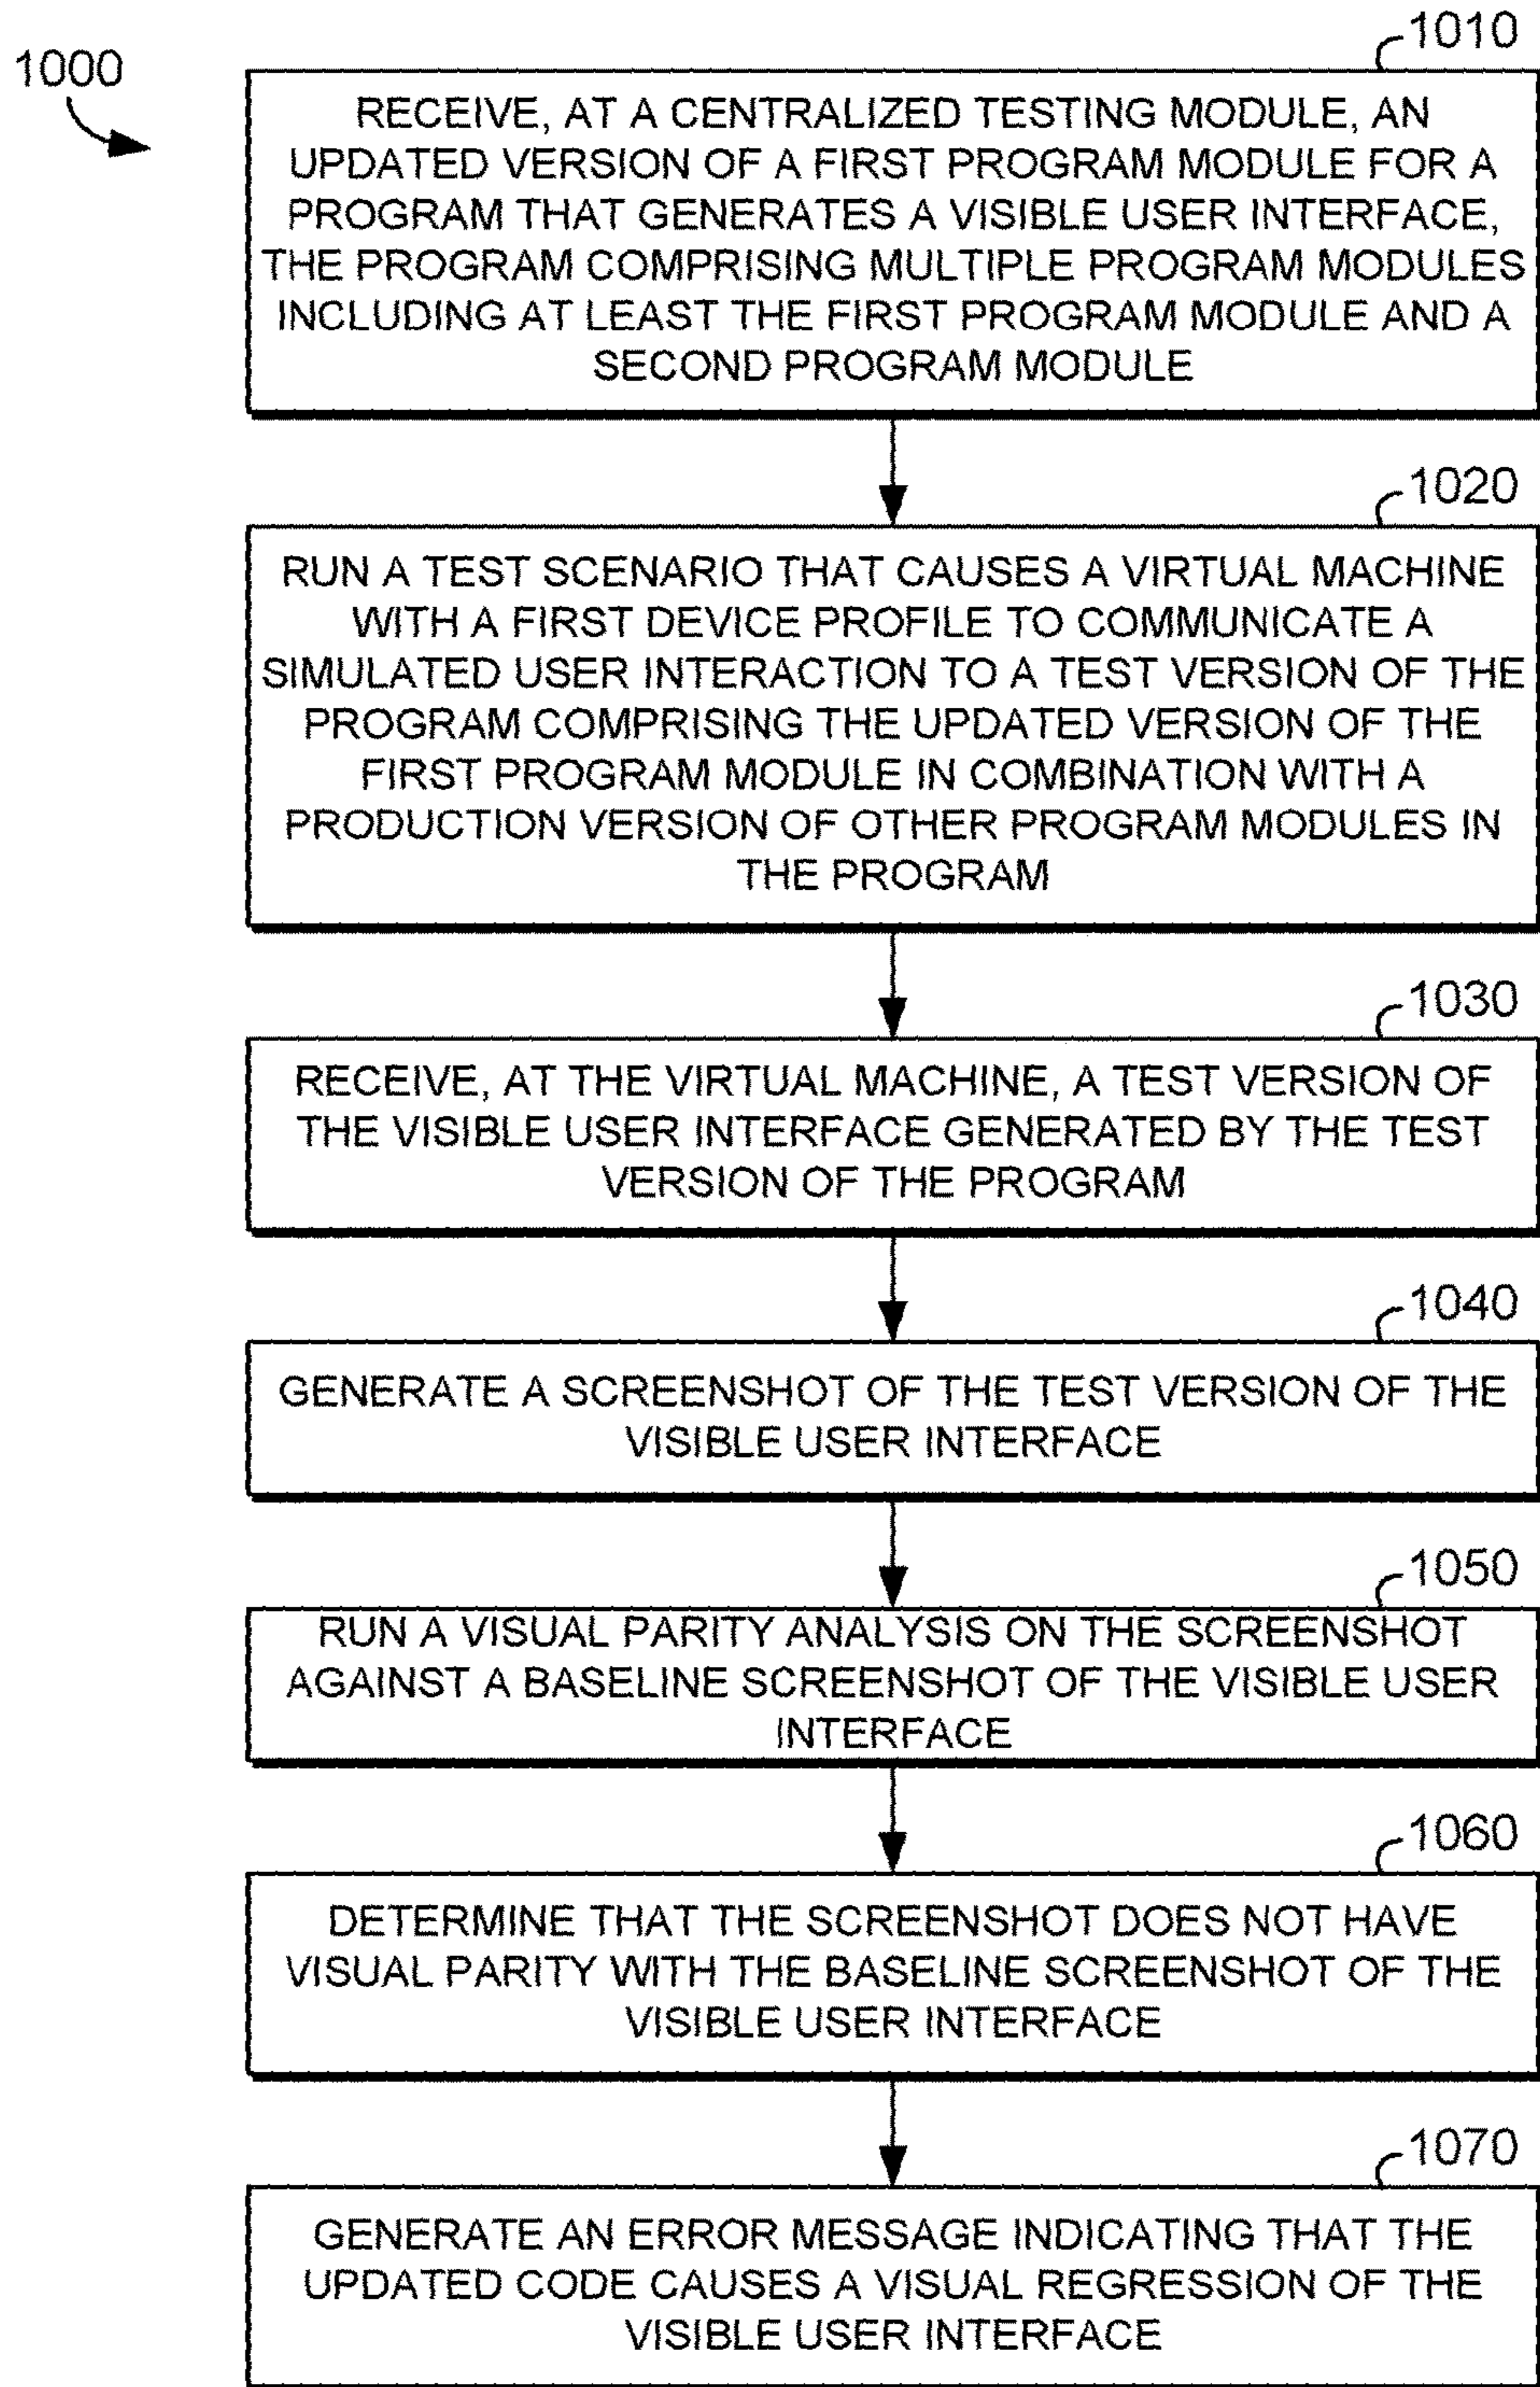 1000
1010
RECEIVE, AT A CENTRALIZED TESTING MODULE, AN
UPDATED VERSION OF A FIRST PROGRAM MODULE FOR A
PROGRAM THAT GENERATES A VISIBLE USER INTERFACE,
THE PROGRAM COMPRISING MULTIPLE PROGRAM MODULES
INCLUDING AT LEAST THE FIRST PROGRAM MODULE AND A
SECOND PROGRAM MODULE
1020
RUN A TEST SCENARIO THAT CAUSES A VIRTUAL MACHINE
WITH A FIRST DEVICE PROFILE TO COMMUNICATE A
SIMULATED USER INTERACTION TO A TEST VERSION OF THE
PROGRAM COMPRISING THE UPDATED VERSION OF THE
FIRST PROGRAM MODULE IN COMBINATION WITH A
PRODUCTION VERSION OF OTHER PROGRAM MODULES IN
THE PROGRAM
1030
RECEIVE, AT THE VIRTUAL MACHINE, A TEST VERSION OF
THE VISIBLE USER INTERFACE GENERATED BY THE TEST
VERSION OF THE PROGRAM
1040
GENERATE A SCREENSHOT OF THE TEST VERSION OF THE
VISIBLE USER INTERFACE
1050
RUN A VISUAL PARITY ANALYSIS ON THE SCREENSHOT
AGAINST A BASELINE SCREENSHOT OF THE VISIBLE USER
INTERFACE
1060
DETERMINE THAT THE SCREENSHOT DOES NOT HAVE
VISUAL PARITY WITH THE BASELINE SCREENSHOT OF THE
VISIBLE USER INTERFACE
1070
GENERATE AN ERROR MESSAGE INDICATING THAT THE
UPDATED CODE CAUSES A VISUAL REGRESSION OF THE
VISIBLE USER INTERFACE